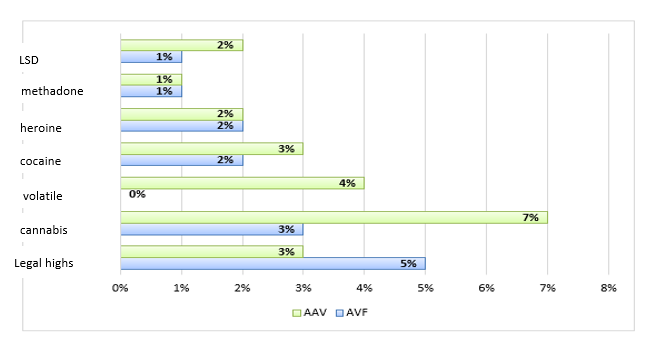 LSD
2%
1%
methadone
1%
1%
heroine
2%
2%
cocaine
3%
2%
volatile
4%
0%
cannabis
7%
3%
Legal highs
3%
5%
0% 1% 2% 3% 4% 5% 6% 7% 8%
AAV AVF